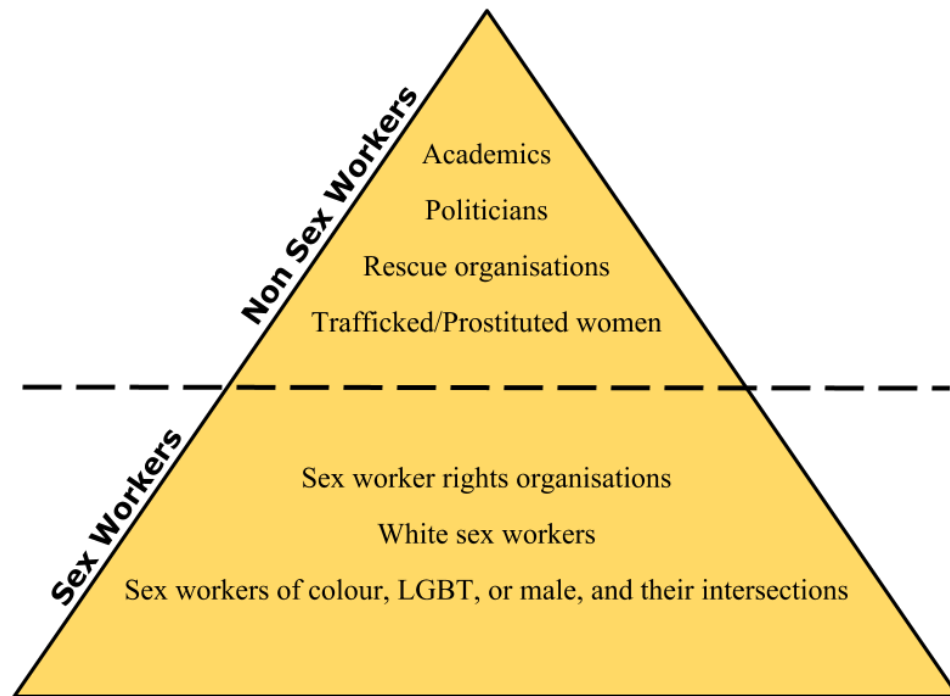 Non Sex Workers
Academics
Politicians
Rescue organisations
Trafficked/Prostituted women
Sex Workers
Sex worker rights organisations
White sex workers
Sex workers of colour, LGBT, or male, and their intersections